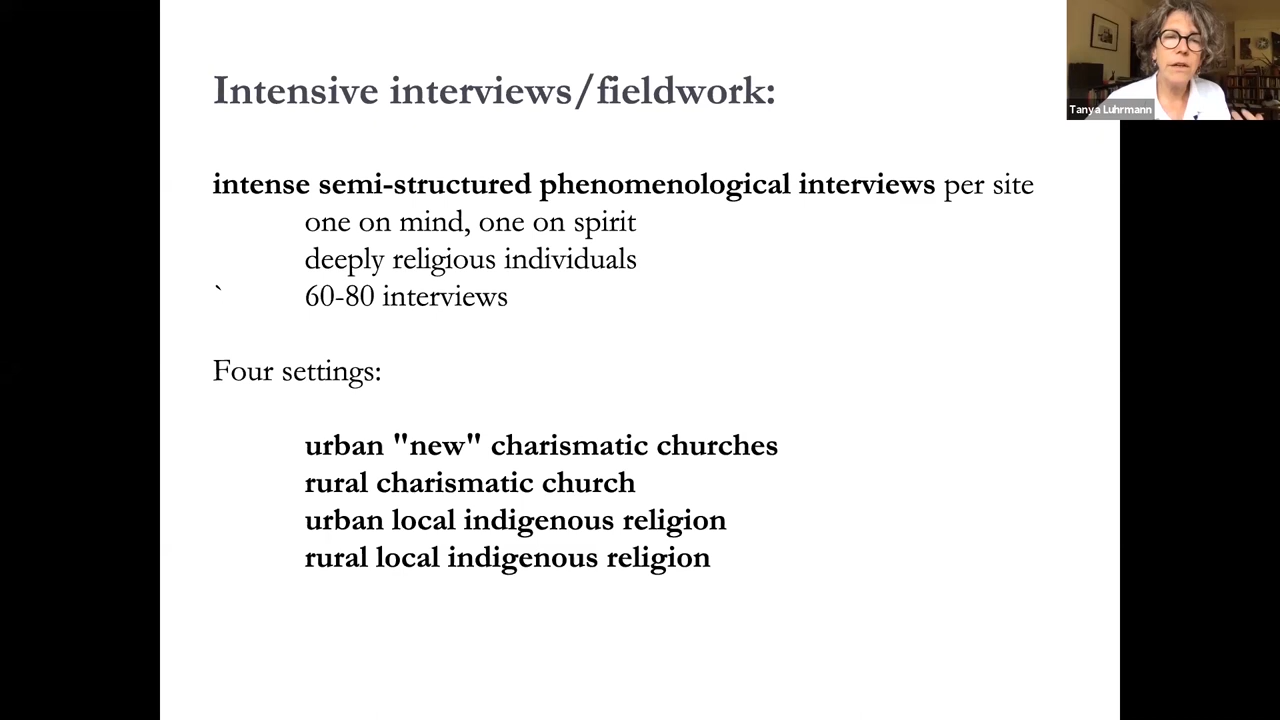 Intensive interviews/fieldwork:
intense semi-structured phenomenological interviews per site
one on mind, one on spirit
deeply religious individuals
` 60-80 interviews
Four settings:
urban "new" charismatic churches
rural charismatic church
urban local indigenous religion
rural local indigenous religion
Tanya Luhrmann